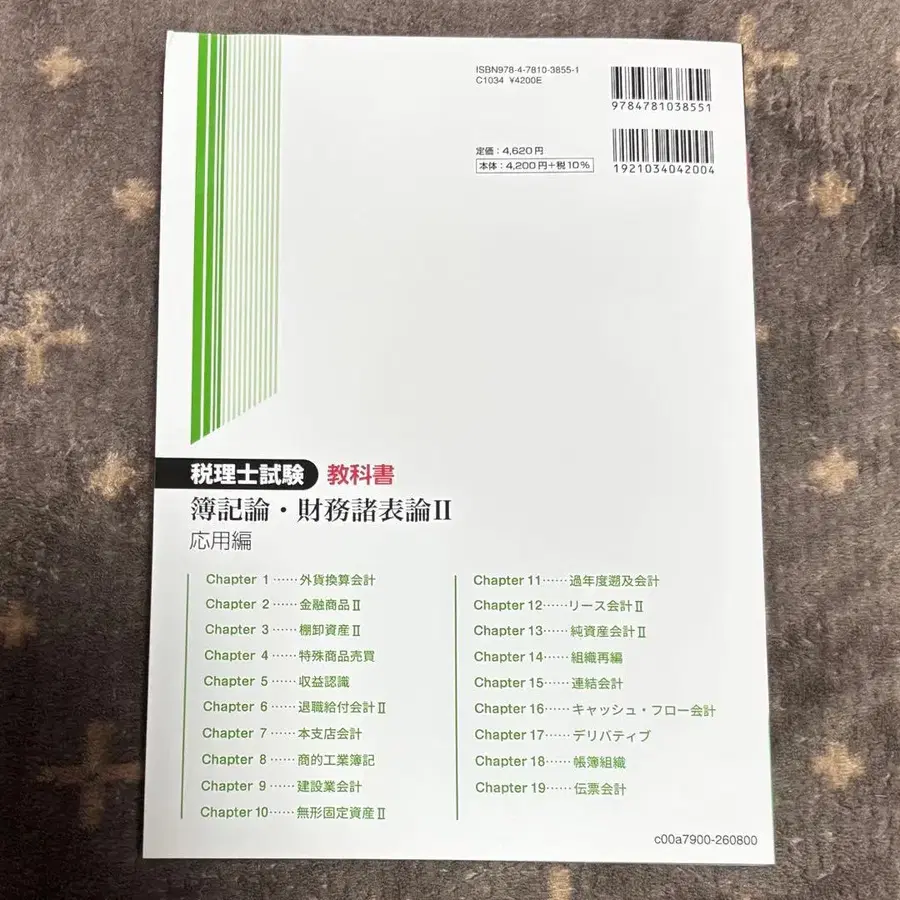 ISBN978-4-7810-3855-1
C1034 ¥4200E
9784781038551
定価：4,620円
本体：4,200円＋税10％
1921034042004
税理士試験 教科書
簿記論・財務諸表論Ⅱ
応用編
Chapter 1……外貨換算会計
Chapter 2……金融商品Ⅱ
Chapter 3……棚卸資産Ⅱ
Chapter 4……特殊商品売買
Chapter 5……収益認識
Chapter 6……退職給付会計Ⅱ
Chapter 7……本支店会計
Chapter 8……商的工業簿記
Chapter 9……建設業会計
Chapter 10……無形固定資産Ⅱ
Chapter 11……過年度遡及会計
Chapter 12……リース会計Ⅱ
Chapter 13……純資産会計Ⅱ
Chapter 14……組織再編
Chapter 15……連結会計
Chapter 16……キャッシュ・フロー会計
Chapter 17……デリバティブ
Chapter 18……帳簿組織
Chapter 19……伝票会計
c00a7900-260800